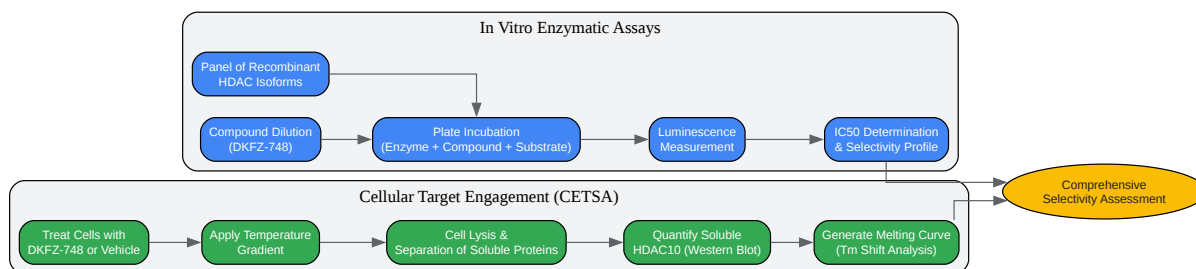 In Vitro Enzymatic Assays
Panel of Recombinant
HDAC Isoforms
Compound Dilution
(DKFZ-748)
Plate Incubation
(Enzyme + Compound + Substrate)
Luminescence
Measurement
IC50 Determination
& Selectivity Profile
Comprehensive
Selectivity Assessment
Cellular Target Engagement (CETSA)
Treat Cells with
DKFZ-748 or Vehicle
Apply Temperature
Gradient
Cell Lysis &
Separation of Soluble Proteins
Quantify Soluble
HDAC10 (Western Blot)
Generate Melting Curve
(Tm Shift Analysis)